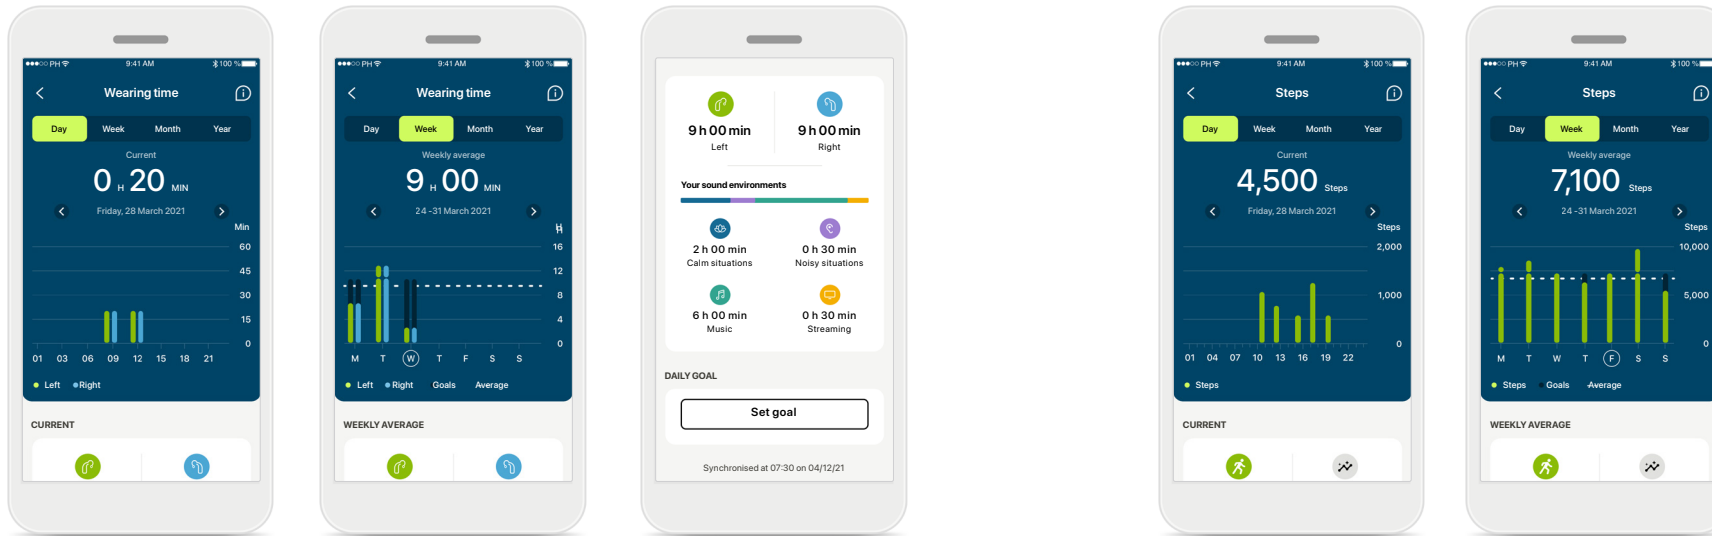 PH 9:41 AM 100 %
Wearing time
Day Week Month Year
Current
0 H 20 MIN
Friday, 28 March 2021
Min
60
45
30
15
0
01 03 06 09 12 15 18 21
Left Right
CURRENT
PH 9:41 AM 100 %
Wearing time
Day Week Month Year
Weekly average
9 H 00 MIN
24 -31 March 2021
H
16
12
8
4
0
M T W T F S S
Left Right Goals Average
WEEKLY AVERAGE
9 h 00 min 9 h 00 min
Left Right
Your sound environments
2 h 00 min 0 h 30 min
Calm situations Noisy situations
6 h 00 min 0 h 30 min
Music Streaming
DAILY GOAL
Set goal
Synchronised at 07:30 on 04/12/21
PH 9:41 AM 100 %
Steps
Day Week Month Year
Current
4,500 Steps
Friday, 28 March 2021
Steps
2,000
1,000
0
01 04 07 10 13 16 19 22
Steps
CURRENT
PH 9:41 AM 100 %
Steps
Day Week Month Year
Weekly average
7,100 Steps
24 -31 March 2021
Steps
10,000
5,000
0
M T W T F S S
Steps Goals Average
WEEKLY AVERAGE